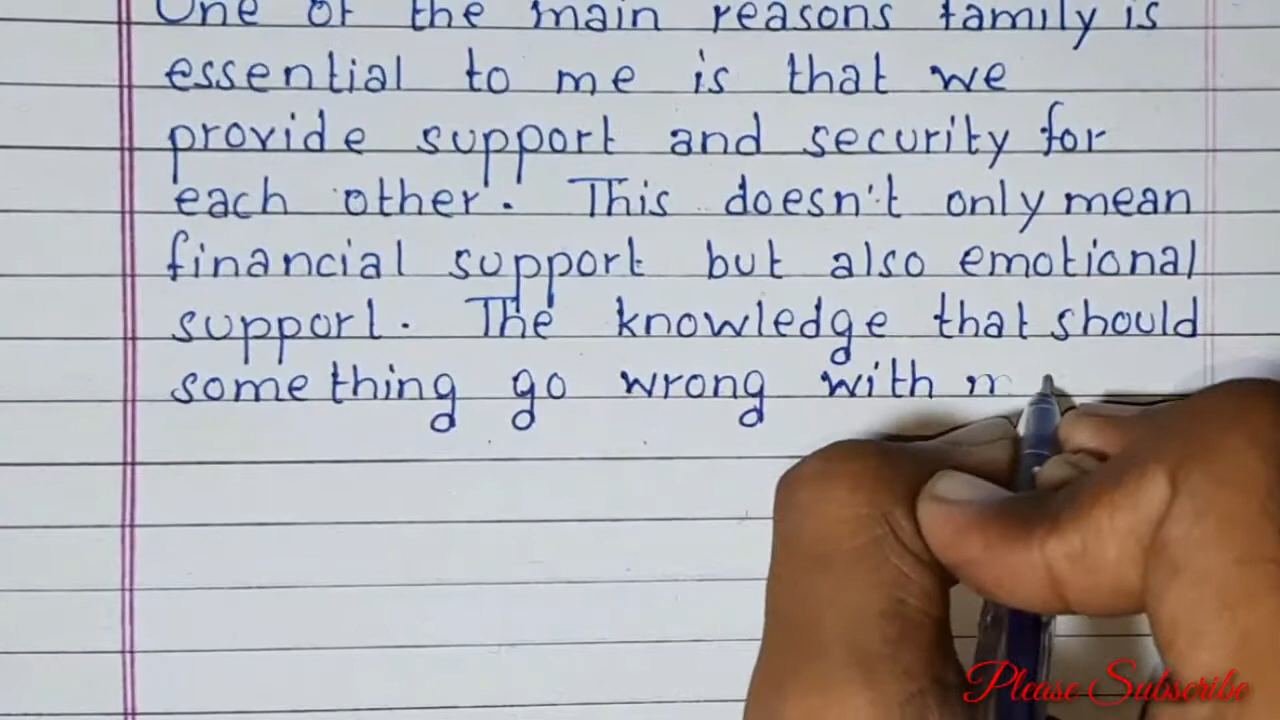 One of the main reasons family is
essential to me is that we
provide support and security for
each other. This doesn't only mean
financial support but also emotional
support. The knowledge that should
something go wrong with m
Please Subscribe